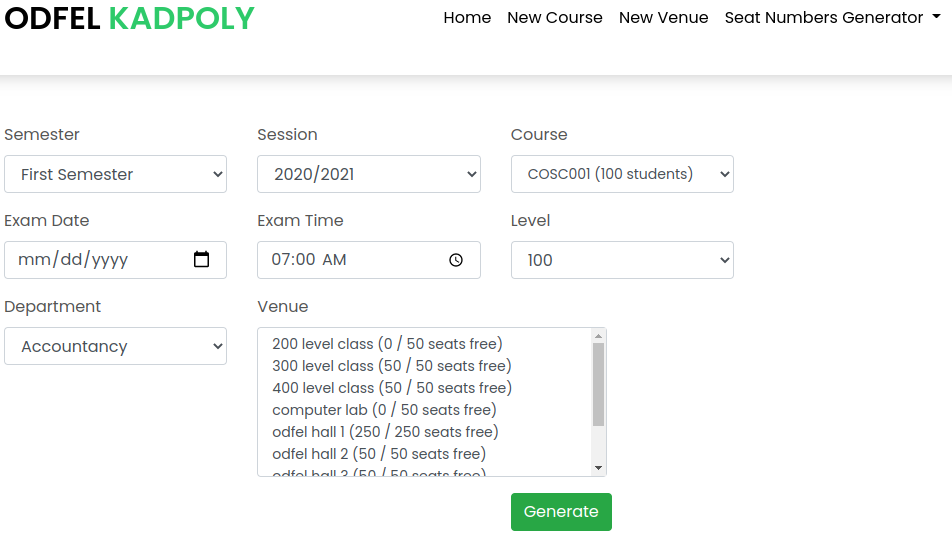 ODFEL KADPOLY
Home New Course New Venue Seat Numbers Generator
Semester Session Course
First Semester 2020/2021 COSC001 (100 students)
Exam Date Exam Time Level
mm/dd/yyyy 07:00 AM 100
Department Venue
Accountancy
200 level class (0 / 50 seats free)
300 level class (50 / 50 seats free)
400 level class (50 / 50 seats free)
computer lab (0 / 50 seats free)
odfel hall 1 (250 / 250 seats free)
odfel hall 2 (50 / 50 seats free)
odfel hall 3 (50 / 50 seats free)
Generate